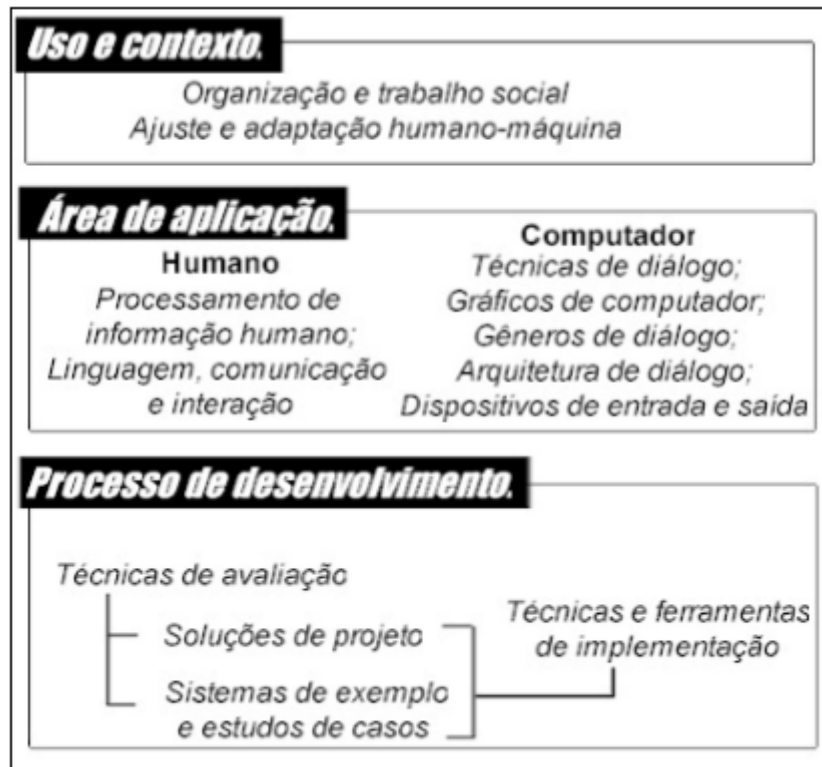 Uso e contexto.
Organização e trabalho social
Ajuste e adaptação humano-máquina
Área de aplicação.
Humano
Processamento de
informação humano;
Linguagem, comunicação
e interação
Computador
Técnicas de diálogo;
Gráficos de computador;
Gêneros de diálogo;
Arquitetura de diálogo;
Dispositivos de entrada e saída
Processo de desenvolvimento.
Técnicas de avaliação
Soluções de projeto
Sistemas de exemplo
e estudos de casos
Técnicas e ferramentas
de implementação